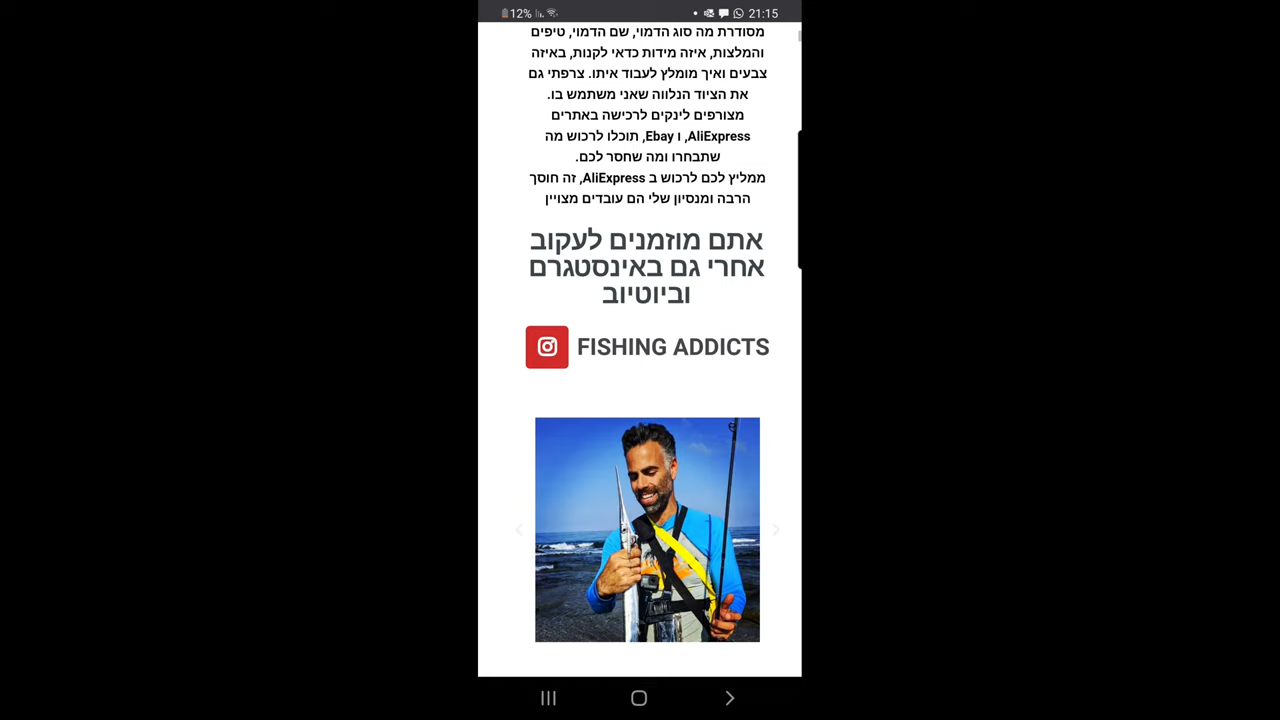 12%
21:15
מסודרת מה סוג הדמוי, שם הדמוי, טיפים
והמלצות, איזה מידות כדאי לקנות, באיזה
צבעים ואיך מומלץ לעבוד איתו. צרפתי גם
את הציוד הנלווה שאני משתמש בו.
מצורפים לינקים לרכישה באתרים
AliExpress, ו Ebay, תוכלו לרכוש מה
שתבחרו ומה שחסר לכם.
ממליץ לכם לרכוש ב AliExpress, זה חוסך
הרבה ומנסיון שלי הם עובדים מצויין
אתם מוזמנים לעקוב
אחרי גם באינסטגרם
וביוטיוב
FISHING ADDICTS